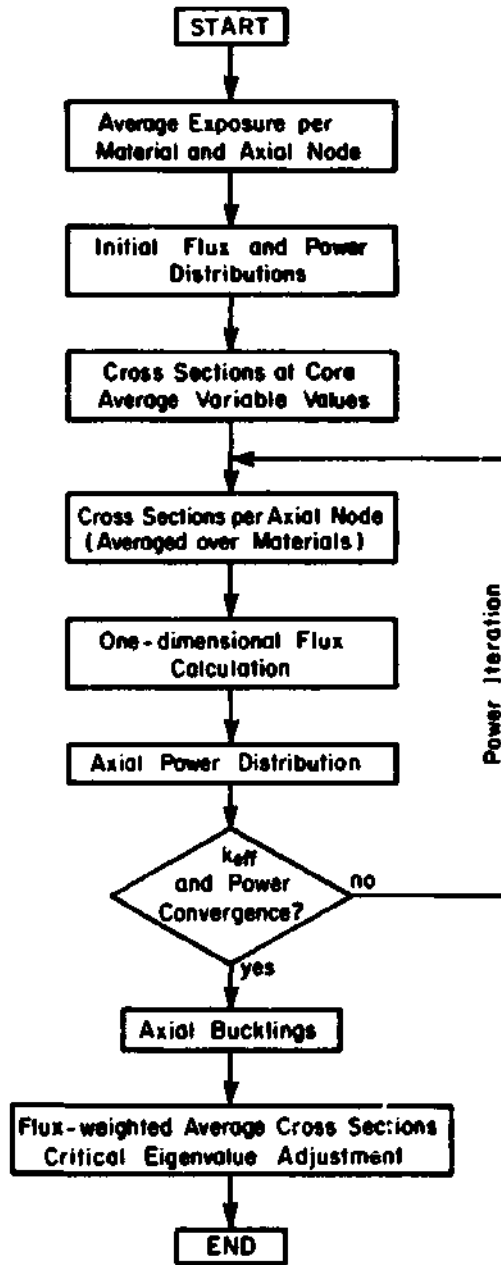 START
Average Exposure per
Material and Axial Node
Initial Flux and Power
Distributions
Cross Sections at Core
Average Variable Values
Cross Sections per Axial Node
(Averaged over Materials)
One-dimensional Flux
Calculation
Axial Power Distribution
keff
and Power
Convergence?
no
Power Iteration
yes
Axial Bucklings
Flux-weighted Average Cross Sections
Critical Eigenvalue Adjustment
END